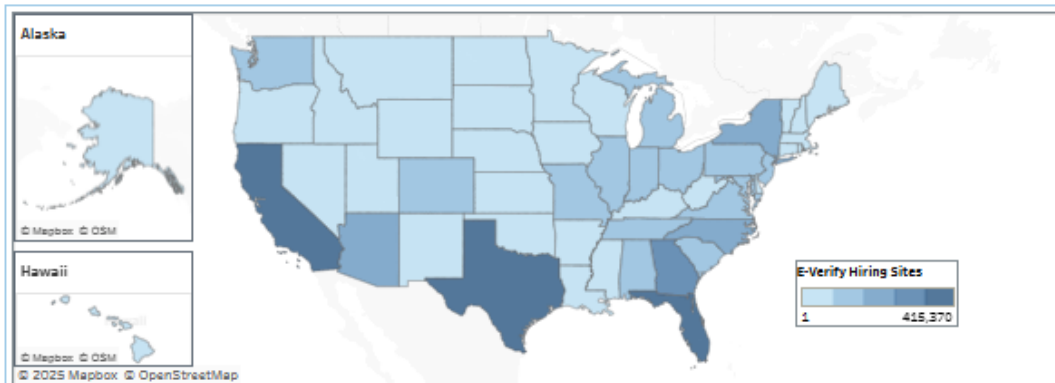 Alaska
© Mapbox © OSM
Hawaii
© Mapbox © OSM
© 2025 Mapbox © OpenStreetMap
E-Verify Hiring Sites
1 415,370